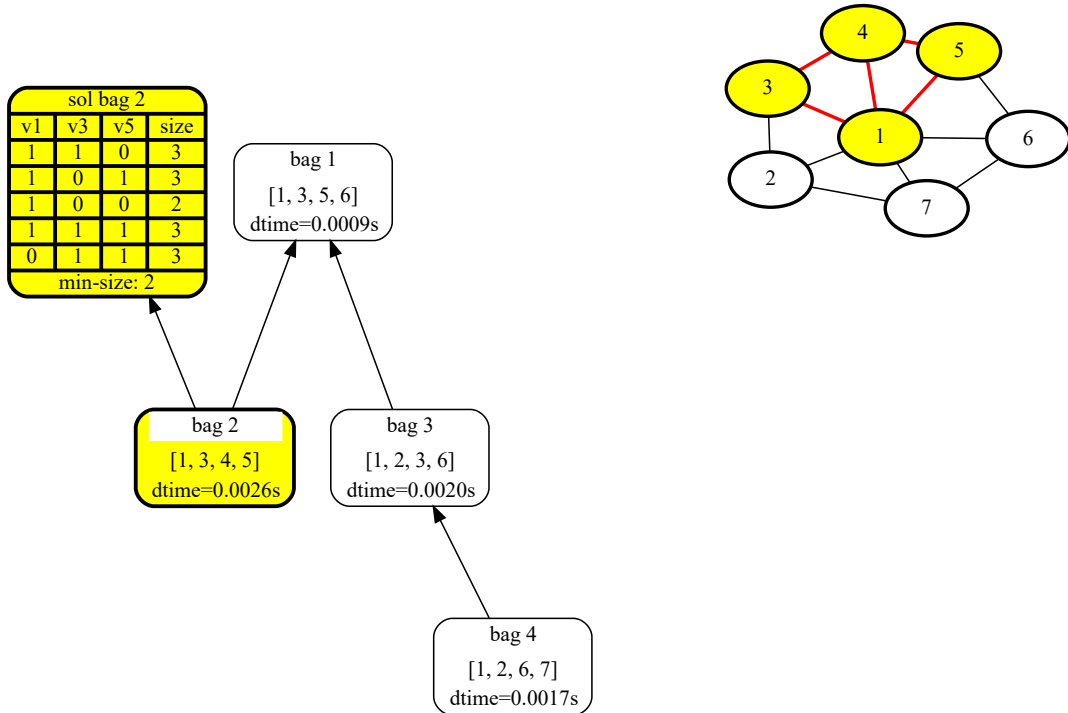 sol bag 2
v1 v3 v5 size
1 1 0 3
1 0 1 3
1 0 0 2
1 1 1 3
0 1 1 3
min-size: 2
bag 1
[1, 3, 5, 6]
dtime=0.0009s
bag 2
[1, 3, 4, 5]
dtime=0.0026s
bag 3
[1, 2, 3, 6]
dtime=0.0020s
bag 4
[1, 2, 6, 7]
dtime=0.0017s
4
5
3
1
6
2
7